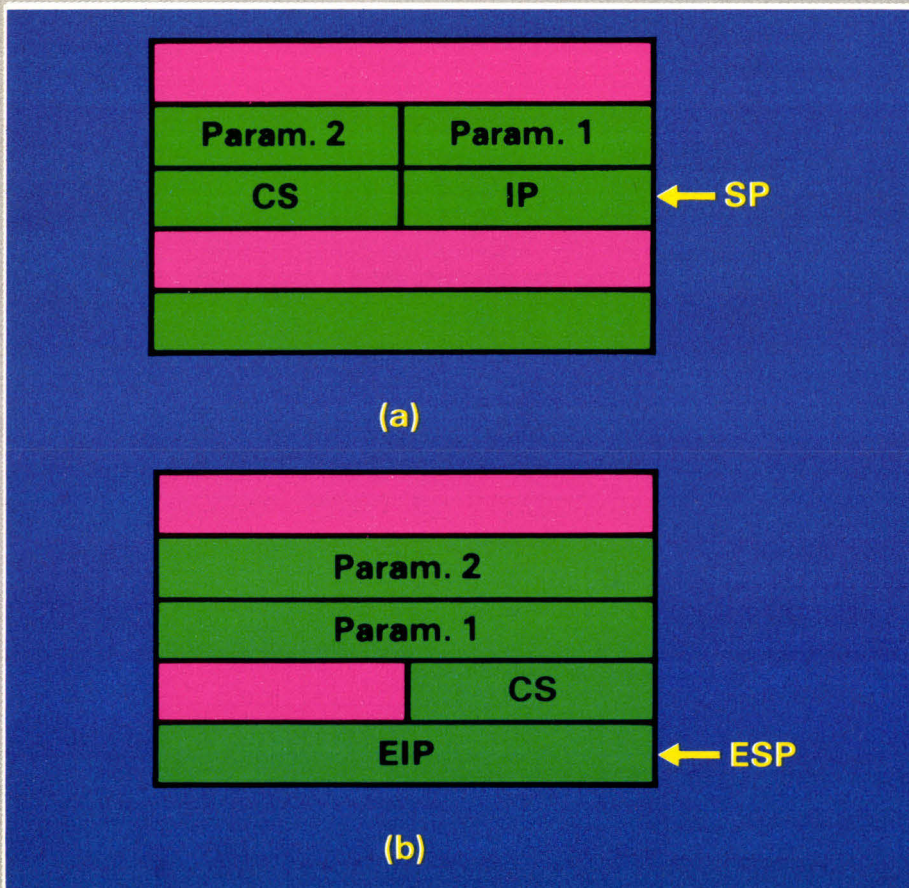 Param. 2 Param. 1
CS IP SP
(a)
Param. 2
Param. 1
CS
EIP ESP
(b)